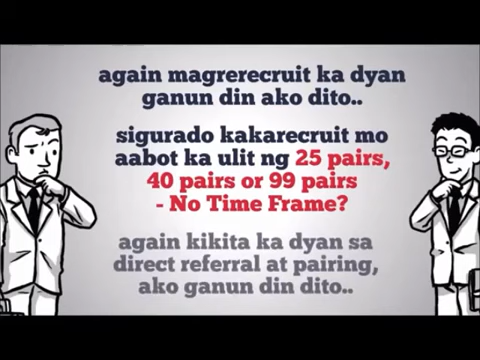 again magrerecruit ka dyan
ganun din ako dito..
sigurado kakarecruit mo
aabot ka ulit ng 25 pairs,
40 pairs or 99 pairs
- No Time Frame?
again kikita ka dyan sa
direct referral at pairing,
ako ganun din dito..